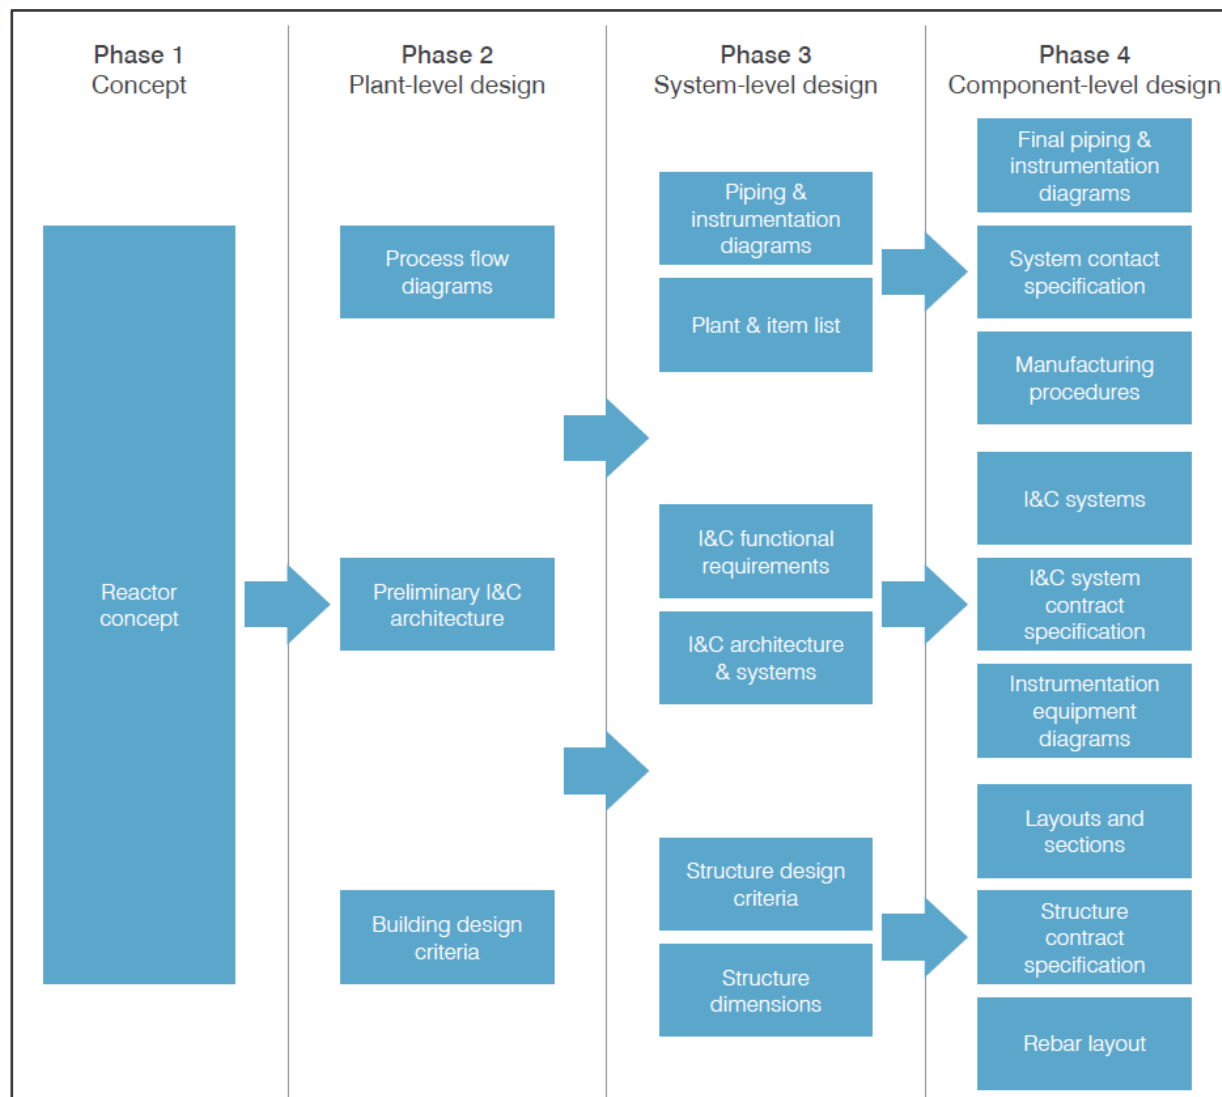 Phase 1
Concept
Phase 2
Plant-level design
Phase 3
System-level design
Phase 4
Component-level design
Reactor
concept
Process flow
diagrams
Preliminary I&C
architecture
Building design
criteria
Piping &
instrumentation
diagrams
Plant & item list
I&C functional
requirements
I&C architecture
& systems
Structure design
criteria
Structure
dimensions
Final piping &
instrumentation
diagrams
System contact
specification
Manufacturing
procedures
I&C systems
I&C system
contract
specification
Instrumentation
equipment
diagrams
Layouts and
sections
Structure
contract
specification
Rebar layout